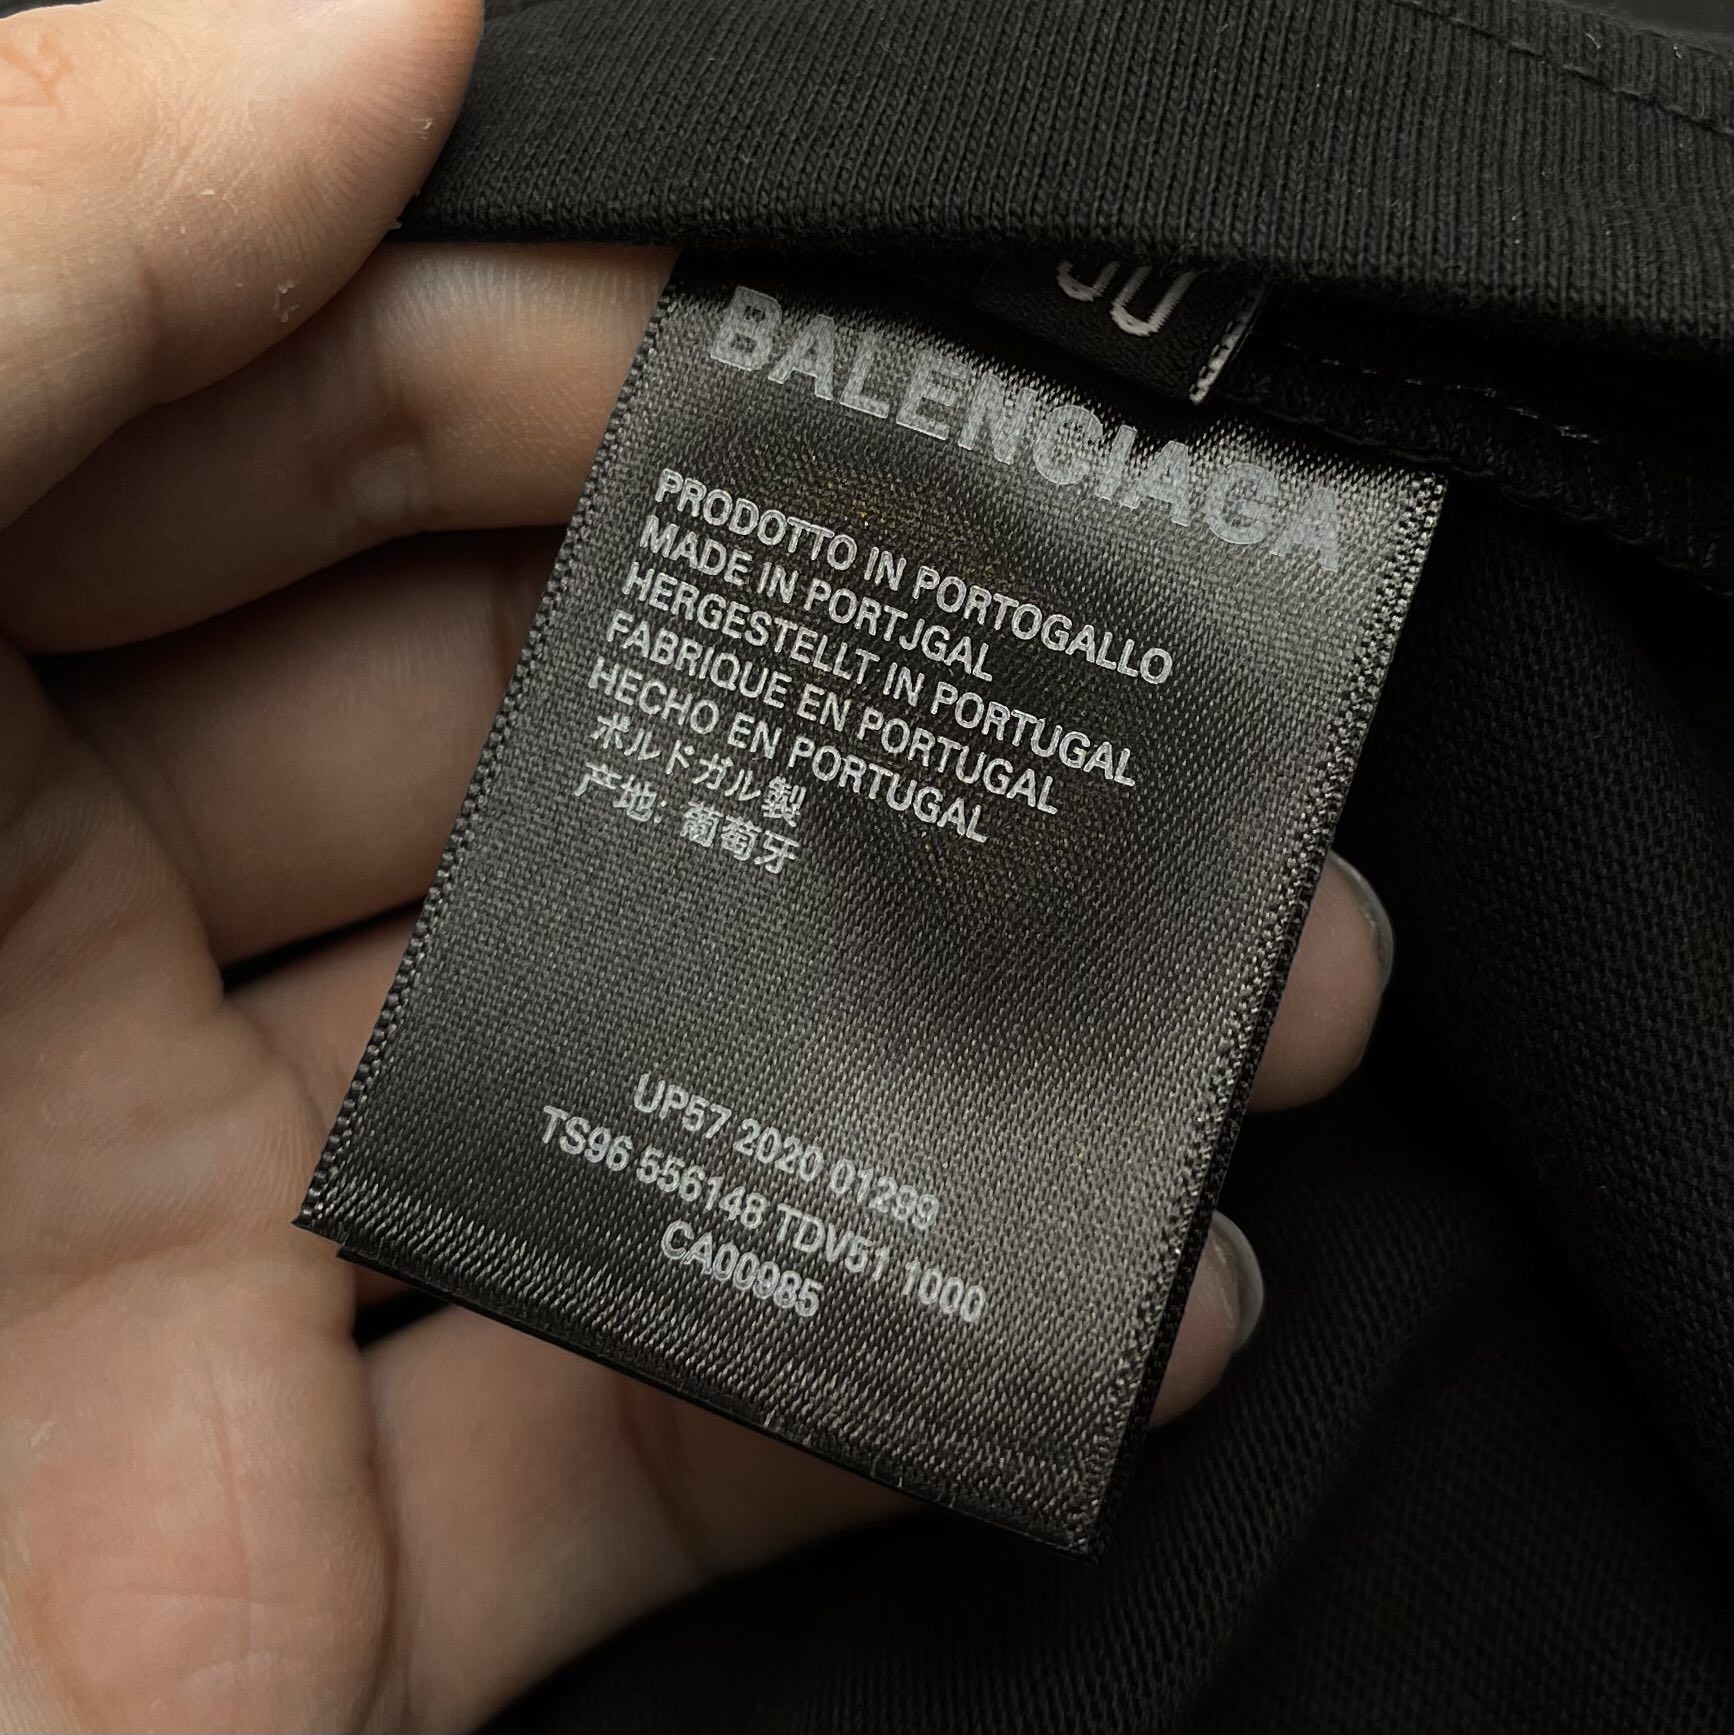 BALENCIAGA
PRODOTTO IN PORTOGALLO
MADE IN PORTJGAL
HERGESTELLT IN PORTUGAL
FABRIQUE EN PORTUGAL
HECHO EN PORTUGAL
ポルドガル製
产地: 葡萄牙
UP57 2020 01299
TS96 556148 TDV51 1000
CA00985